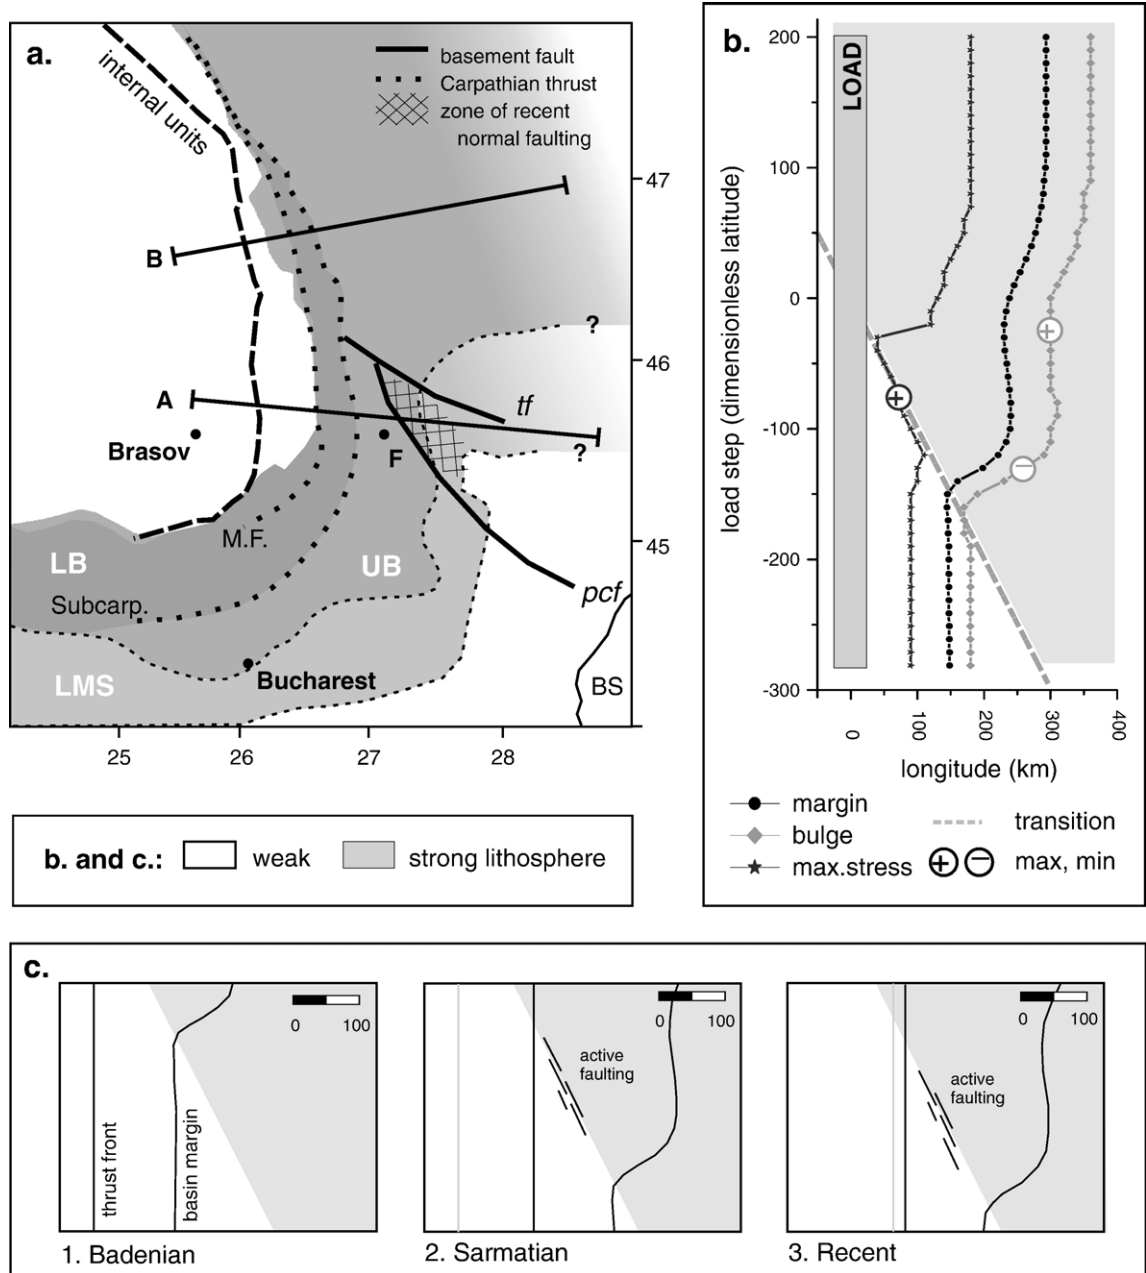 a.
basement fault
Carpathian thrust
zone of recent
normal faulting
internal units
B
A
Brasov
F
tf
?
?
M.F.
LB
UB
Subcarp.
pcf
LMS
Bucharest
BS
47
46
45
25
26
27
28
b. and c.:
weak
strong lithosphere
b.
LOAD
load step (dimensionless latitude)
200
100
0
-100
-200
-300
+
+
−
0
100
200
300
400
longitude (km)
margin
bulge
max.stress
transition
+ − max, min
c.
thrust front
basin margin
0 100
1. Badenian
active
faulting
0 100
2. Sarmatian
active
faulting
0 100
3. Recent